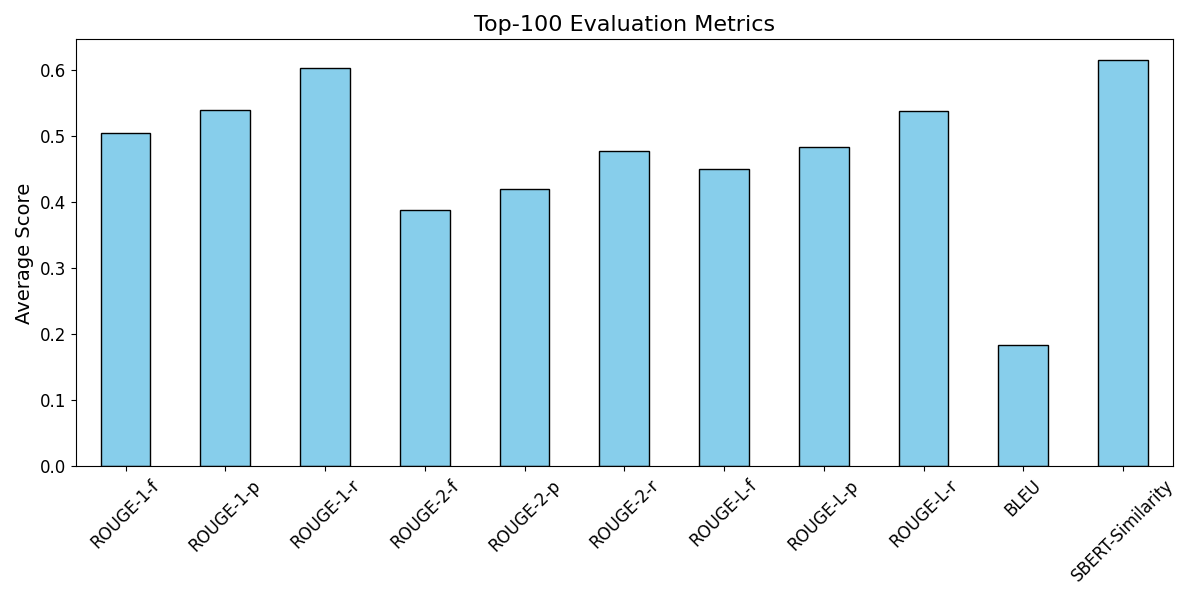 Top-100 Evaluation Metrics
Average Score
0.6
0.5
0.4
0.3
0.2
0.1
0.0
ROUGE-1-f
ROUGE-1-p
ROUGE-1-r
ROUGE-2-f
ROUGE-2-p
ROUGE-2-r
ROUGE-L-f
ROUGE-L-p
ROUGE-L-r
BLEU
SBERT-Similarity